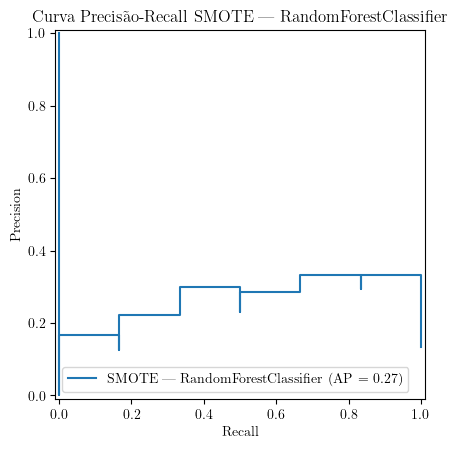 Curva Precisão-Recall SMOTE — RandomForestClassifier
1.0
0.8
0.6
0.4
0.2
0.0
Precision
SMOTE — RandomForestClassifier (AP = 0.27)
0.0 0.2 0.4 0.6 0.8 1.0
Recall